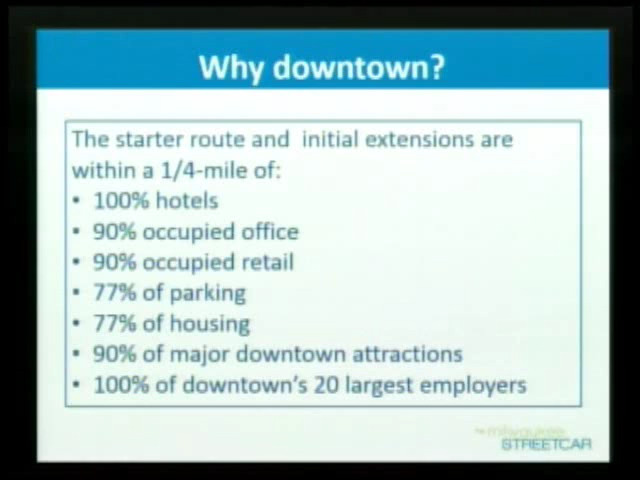 Why downtown?
The starter route and initial extensions are
within a 1/4-mile of:
• 100% hotels
• 90% occupied office
• 90% occupied retail
• 77% of parking
• 77% of housing
• 90% of major downtown attractions
• 100% of downtown's 20 largest employers
the milwaukee
STREETCAR